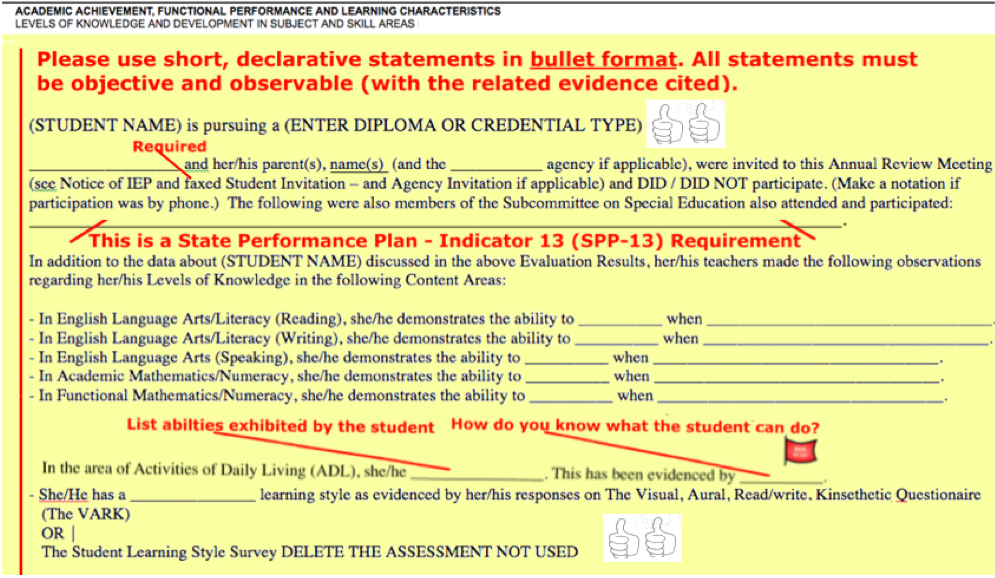 ACADEMIC ACHIEVEMENT, FUNCTIONAL PERFORMANCE AND LEARNING CHARACTERISTICS
LEVELS OF KNOWLEDGE AND DEVELOPMENT IN SUBJECT AND SKILL AREAS
Please use short, declarative statements in bullet format. All statements must
be objective and observable (with the related evidence cited).
(STUDENT NAME) is pursuing a (ENTER DIPLOMA OR CREDENTIAL TYPE)
Required
____________________ and her/his parent(s), name(s) (and the ____________ agency if applicable), were invited to this Annual Review Meeting
(see Notice of IEP and faxed Student Invitation – and Agency Invitation if applicable) and DID / DID NOT participate. (Make a notation if
participation was by phone.) The following were also members of the Subcommittee on Special Education also attended and participated:
____________________.
This is a State Performance Plan - Indicator 13 (SPP-13) Requirement
In addition to the data about (STUDENT NAME) discussed in the above Evaluation Results, her/his teachers made the following observations
regarding her/his Levels of Knowledge in the following Content Areas:
- In English Language Arts/Literacy (Reading), she/he demonstrates the ability to ___________ when ____________________.
- In English Language Arts/Literacy (Writing), she/he demonstrates the ability to ___________ when ____________________.
- In English Language Arts (Speaking), she/he demonstrates the ability to ___________ when ____________________.
- In Academic Mathematics/Numeracy, she/he demonstrates the ability to ___________ when ____________________.
- In Functional Mathematics/Numeracy, she/he demonstrates the ability to ___________ when ____________________.
List abilties exhibited by the student How do you know what the student can do?
In the area of Activities of Daily Living (ADL), she/he _________________. This has been evidenced by ___________.
- She/He has a ________________ learning style as evidenced by her/his responses on The Visual, Aural, Read/write, Kinsethetic Questionaire
(The VARK)
OR |
The Student Learning Style Survey DELETE THE ASSESSMENT NOT USED